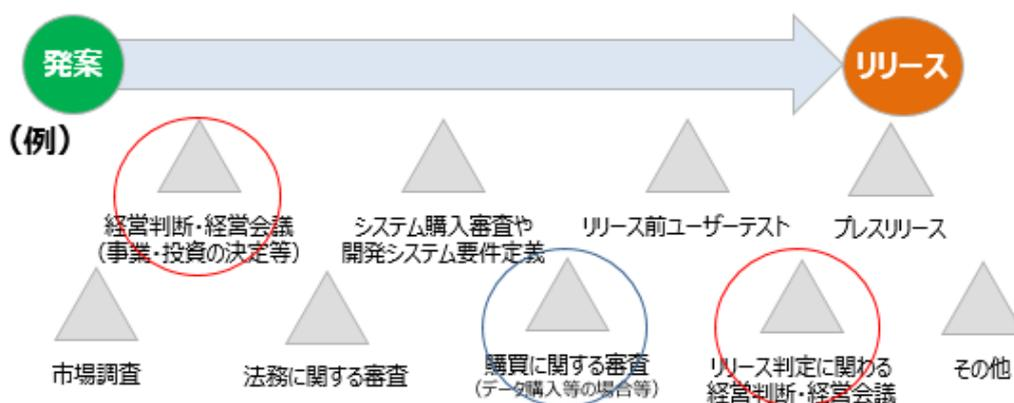 発案
リリース
（例）
経営判断・経営会議
（事業・投資の決定等）
システム購入審査や
開発システム要件定義
リリース前ユーザーテスト
プレスリリース
市場調査
法務に関する審査
購買に関する審査
（データ購入等の場合等）
リリース判定に関わる
経営判断・経営会議
その他